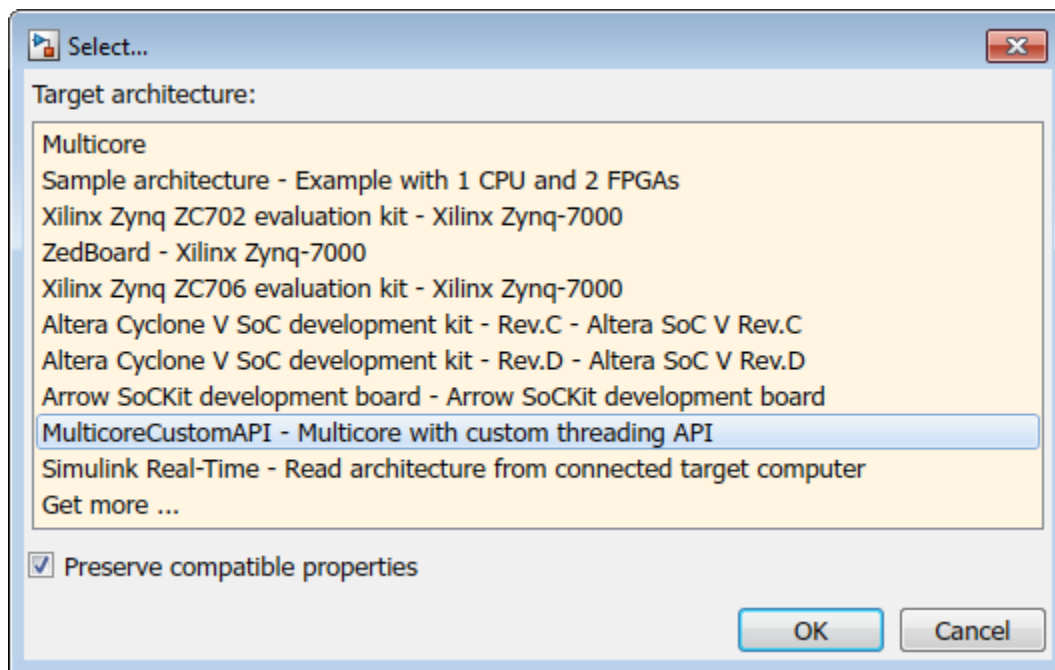 Select...
Target architecture:
Multicore
Sample architecture - Example with 1 CPU and 2 FPGAs
Xilinx Zynq ZC702 evaluation kit - Xilinx Zynq-7000
ZedBoard - Xilinx Zynq-7000
Xilinx Zynq ZC706 evaluation kit - Xilinx Zynq-7000
Altera Cyclone V SoC development kit - Rev.C - Altera SoC V Rev.C
Altera Cyclone V SoC development kit - Rev.D - Altera SoC V Rev.D
Arrow SoCKit development board - Arrow SoCKit development board
MulticoreCustomAPI - Multicore with custom threading API
Simulink Real-Time - Read architecture from connected target computer
Get more ...
Preserve compatible properties
OK Cancel